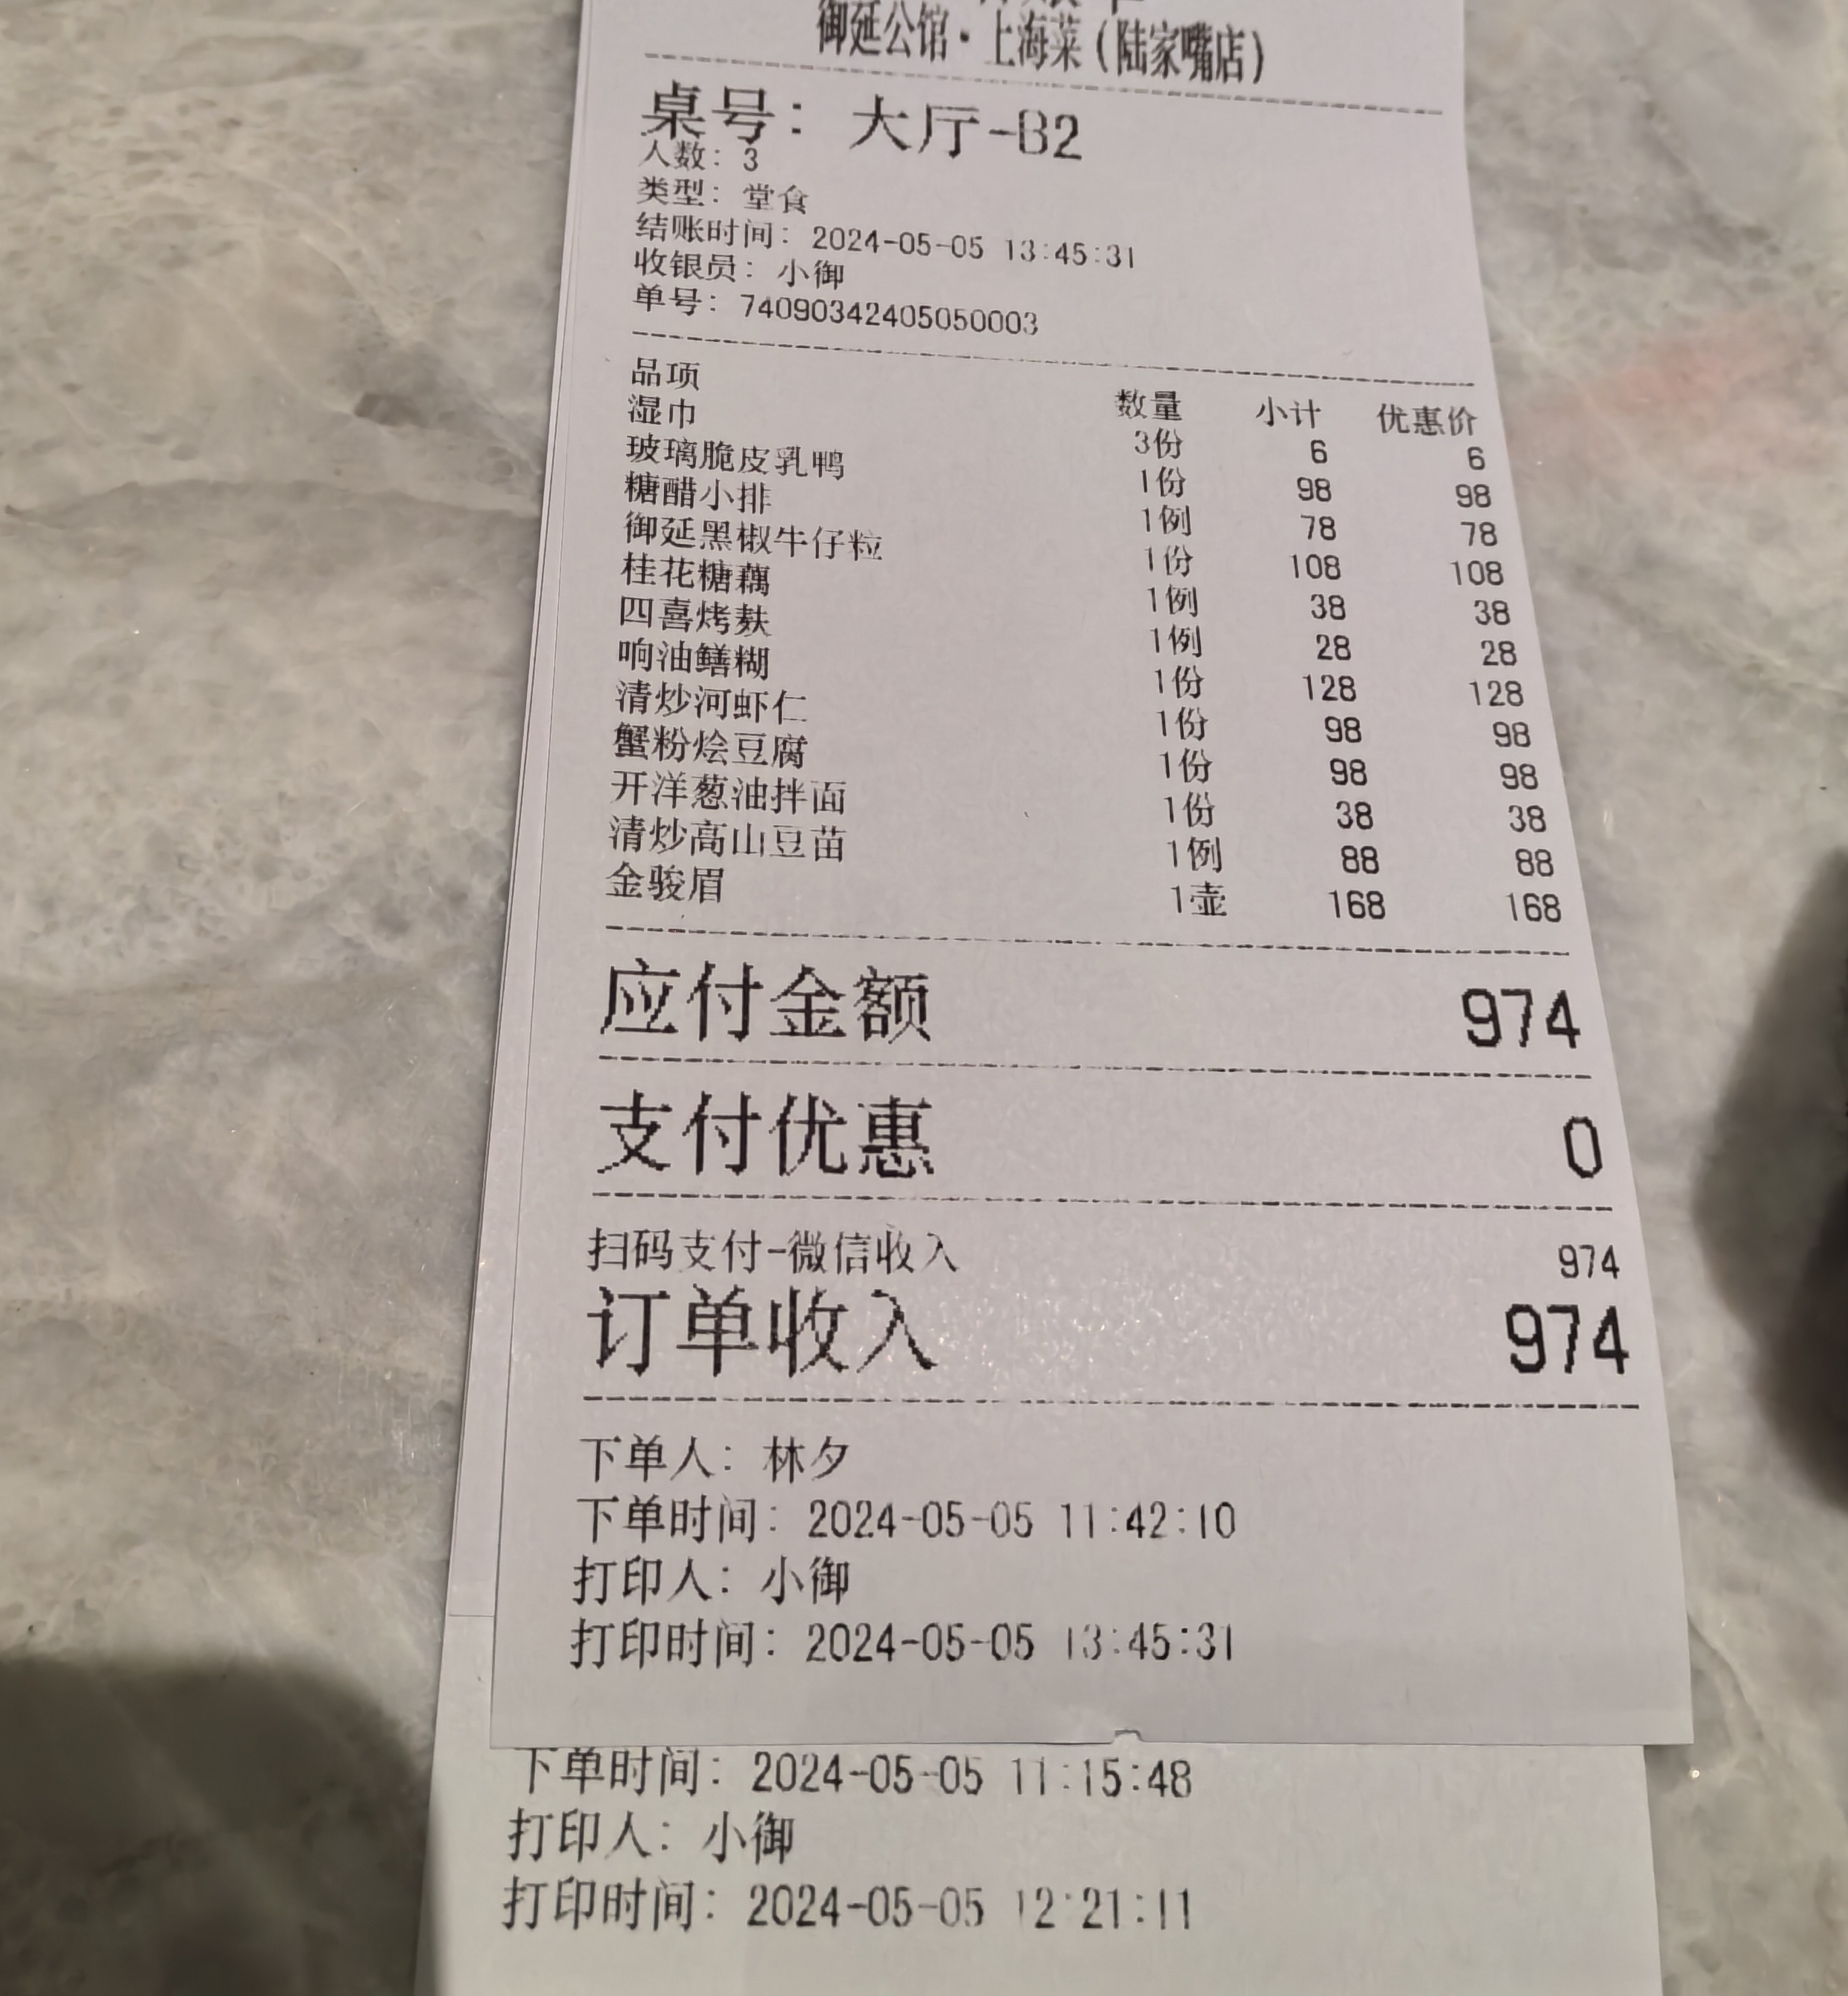 御延公馆·上海菜(陆家嘴店)
桌号: 大厅-B2
人数: 3
类型: 堂食
结账时间: 2024-05-05 13:45:31
收银员: 小御
单号: 74090342405050003
品项 数量 小计 优惠价
湿巾 3份 6 6
玻璃脆皮乳鸭 1份 98 98
糖醋小排 1例 78 78
御延黑椒牛仔粒 1份 108 108
桂花糖藕 1例 38 38
四喜烤麸 1例 28 28
响油鳝糊 1份 128 128
清炒河虾仁 1份 98 98
蟹粉烩豆腐 1份 98 98
开洋葱油拌面 1份 38 38
清炒高山豆苗 1例 88 88
金骏眉 1壶 168 168
应付金额 974
支付优惠 0
扫码支付-微信收入 974
订单收入 974
下单人: 林夕
下单时间: 2024-05-05 11:42:10
打印人: 小御
打印时间: 2024-05-05 13:45:31
下单时间: 2024-05-05 11:15:48
打印人: 小御
打印时间: 2024-05-05 12:21:11